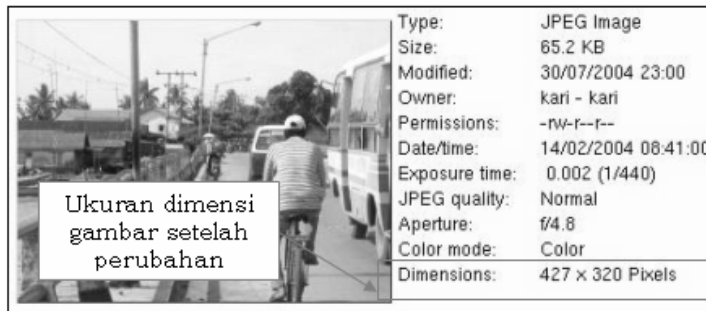 Type: JPEG Image
Size: 65.2 KB
Modified: 30/07/2004 23:00
Owner: kari - kari
Permissions: -rw-r--r--
Date/time: 14/02/2004 08:41:00
Exposure time: 0.002 (1/440)
JPEG quality: Normal
Aperture: f/4.8
Color mode: Color
Dimensions: 427 x 320 Pixels
Ukuran dimensi
gambar setelah
perubahan